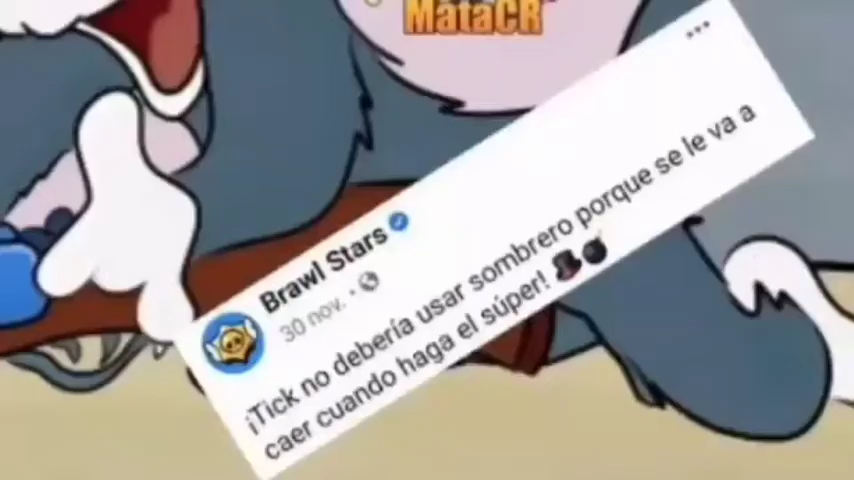 MataCR
Brawl Stars
30 nov.
¡Tick no debería usar sombrero porque se le va a
caer cuando haga el súper! 🎩💣